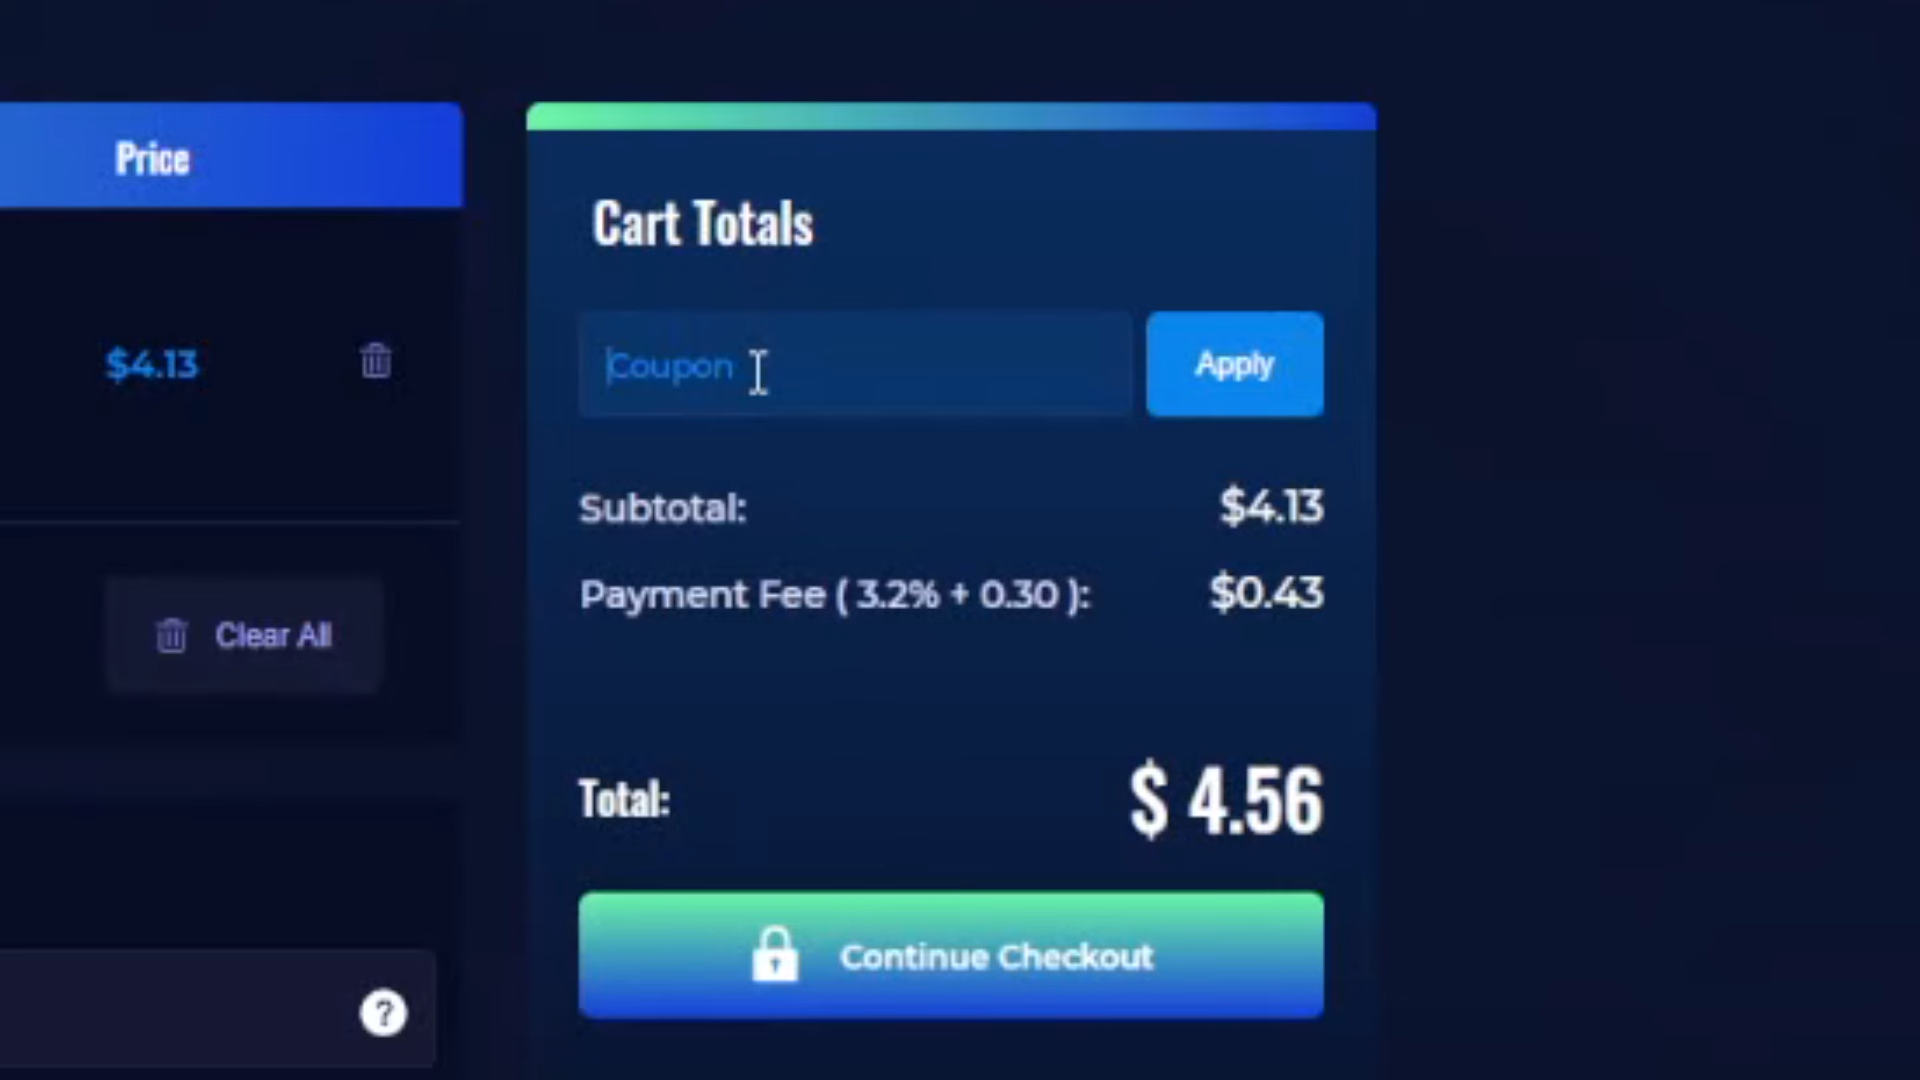 Price
$4.13
Clear All
?
Cart Totals
Coupon
Apply
Subtotal: $4.13
Payment Fee ( 3.2% + 0.30 ): $0.43
Total: $ 4.56
Continue Checkout